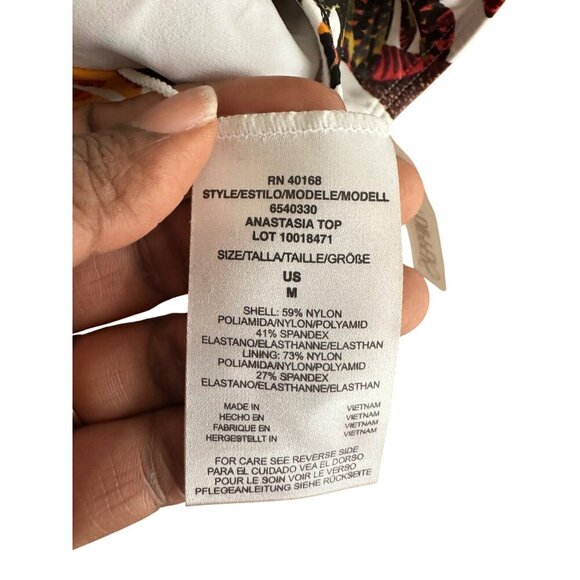 RN 40168
STYLE/ESTILO/MODELE/MODELL
6540330
ANASTASIA TOP
LOT 10018471
SIZE/TALLA/TAILLE/GRÖßE
US
M
SHELL: 59% NYLON
POLIAMIDA/NYLON/POLYAMID
41% SPANDEX
ELASTANO/ELASTHANNE/ELASTHAN
LINING: 73% NYLON
POLIAMIDA/NYLON/POLYAMID
27% SPANDEX
ELASTANO/ELASTHANNE/ELASTHAN
MADE IN VIETNAM
HECHO EN VIETNAM
FABRIQUE EN VIETNAM
HERGESTELLT IN VIETNAM
FOR CARE SEE REVERSE SIDE
PARA EL CUIDADO VEA EL DORSO
POUR LE SOIN VOIR LE VERSO
PFLEGEANLEITUNG SIEHE RÜCKSEITE